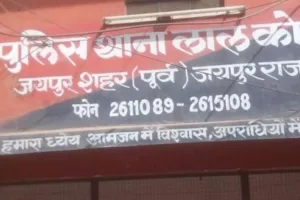 पुलिस थाना लाल को
जयपुर शहर (पूर्व) जयपुर राज
फोन 2611089-2615108
हमारा ध्येय आमजन में विश्वास, अपराधियों में